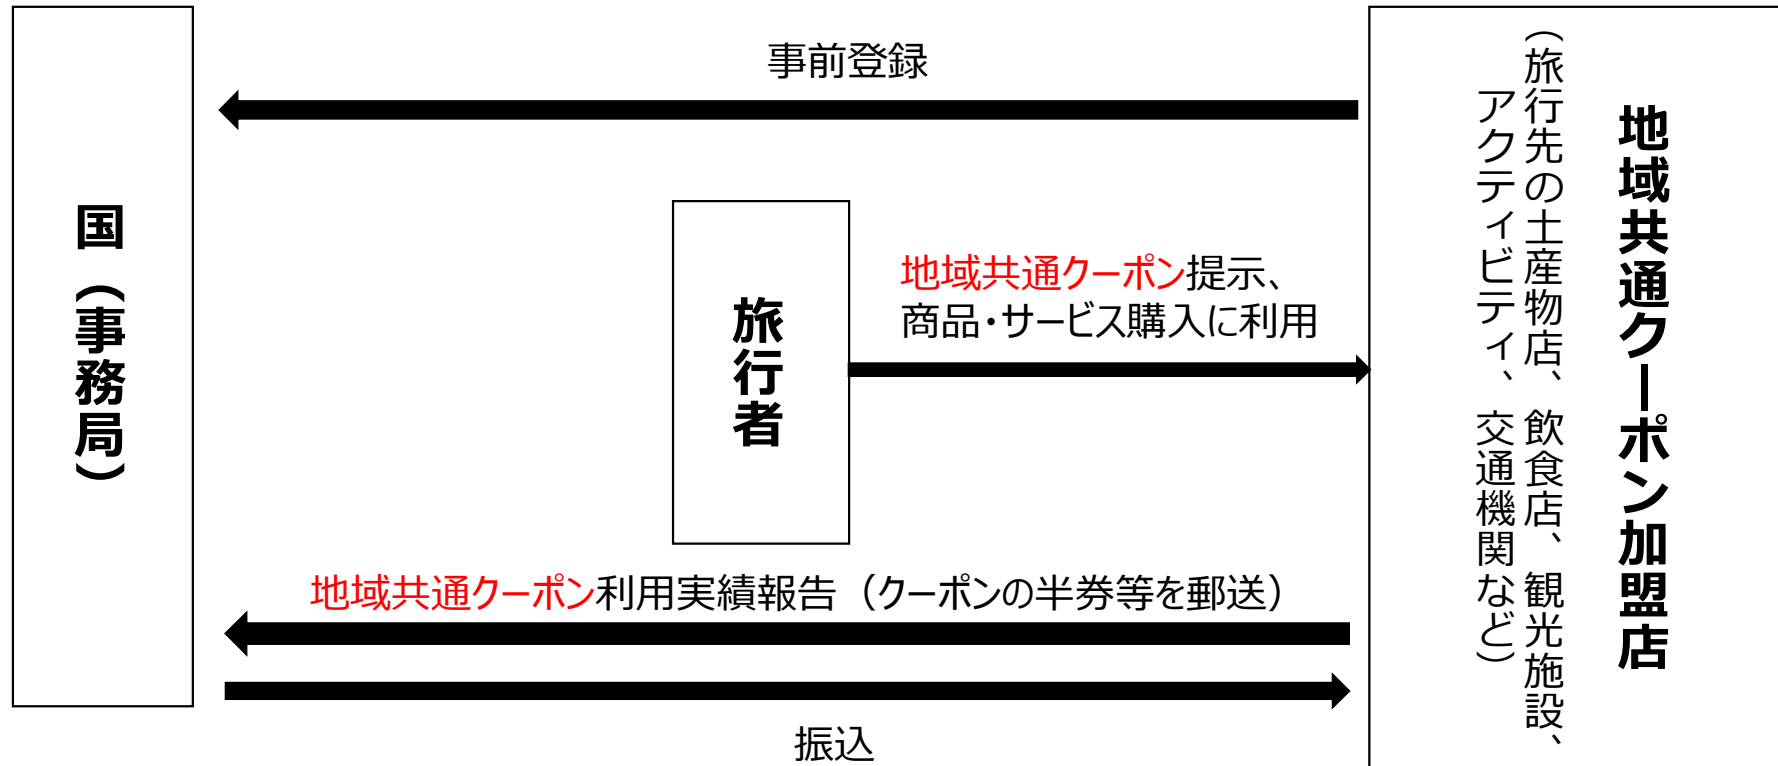 事前登録
国（事務局）
旅行者
地域共通クーポン提示、
商品・サービス購入に利用
地域共通クーポン加盟店
（旅行先の土産物店、飲食店、観光施設、
アクティビティ、交通機関など）
地域共通クーポン利用実績報告（クーポンの半券等を郵送）
振込